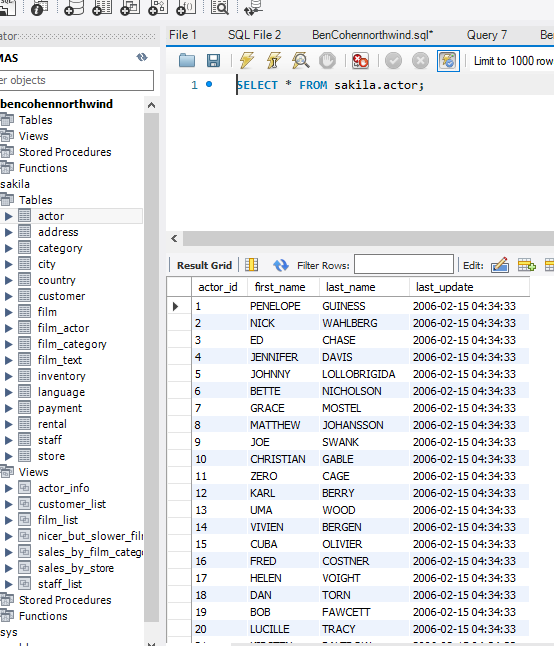 ator
File 1 SQL File 2 BenCohennorthwind.sql* Query 7
MAS
er objects
Limit to 1000 row
1 SELECT * FROM sakila.actor;
bencohennorthwind
Tables
Views
Stored Procedures
Functions
sakila
Tables
actor
address
category
city
country
customer
film
film_actor
film_category
film_text
inventory
language
payment
rental
staff
store
Views
actor_info
customer_list
film_list
nicer_but_slower_fil
sales_by_film_categ
sales_by_store
staff_list
Stored Procedures
Functions
sys
Result Grid Filter Rows: Edit:
actor_id first_name last_name last_update
1 PENELOPE GUINESS 2006-02-15 04:34:33
2 NICK WAHLBERG 2006-02-15 04:34:33
3 ED CHASE 2006-02-15 04:34:33
4 JENNIFER DAVIS 2006-02-15 04:34:33
5 JOHNNY LOLLOBRIGIDA 2006-02-15 04:34:33
6 BETTE NICHOLSON 2006-02-15 04:34:33
7 GRACE MOSTEL 2006-02-15 04:34:33
8 MATTHEW JOHANSSON 2006-02-15 04:34:33
9 JOE SWANK 2006-02-15 04:34:33
10 CHRISTIAN GABLE 2006-02-15 04:34:33
11 ZERO CAGE 2006-02-15 04:34:33
12 KARL BERRY 2006-02-15 04:34:33
13 UMA WOOD 2006-02-15 04:34:33
14 VIVIEN BERGEN 2006-02-15 04:34:33
15 CUBA OLIVIER 2006-02-15 04:34:33
16 FRED COSTNER 2006-02-15 04:34:33
17 HELEN VOIGHT 2006-02-15 04:34:33
18 DAN TORN 2006-02-15 04:34:33
19 BOB FAWCETT 2006-02-15 04:34:33
20 LUCILLE TRACY 2006-02-15 04:34:33